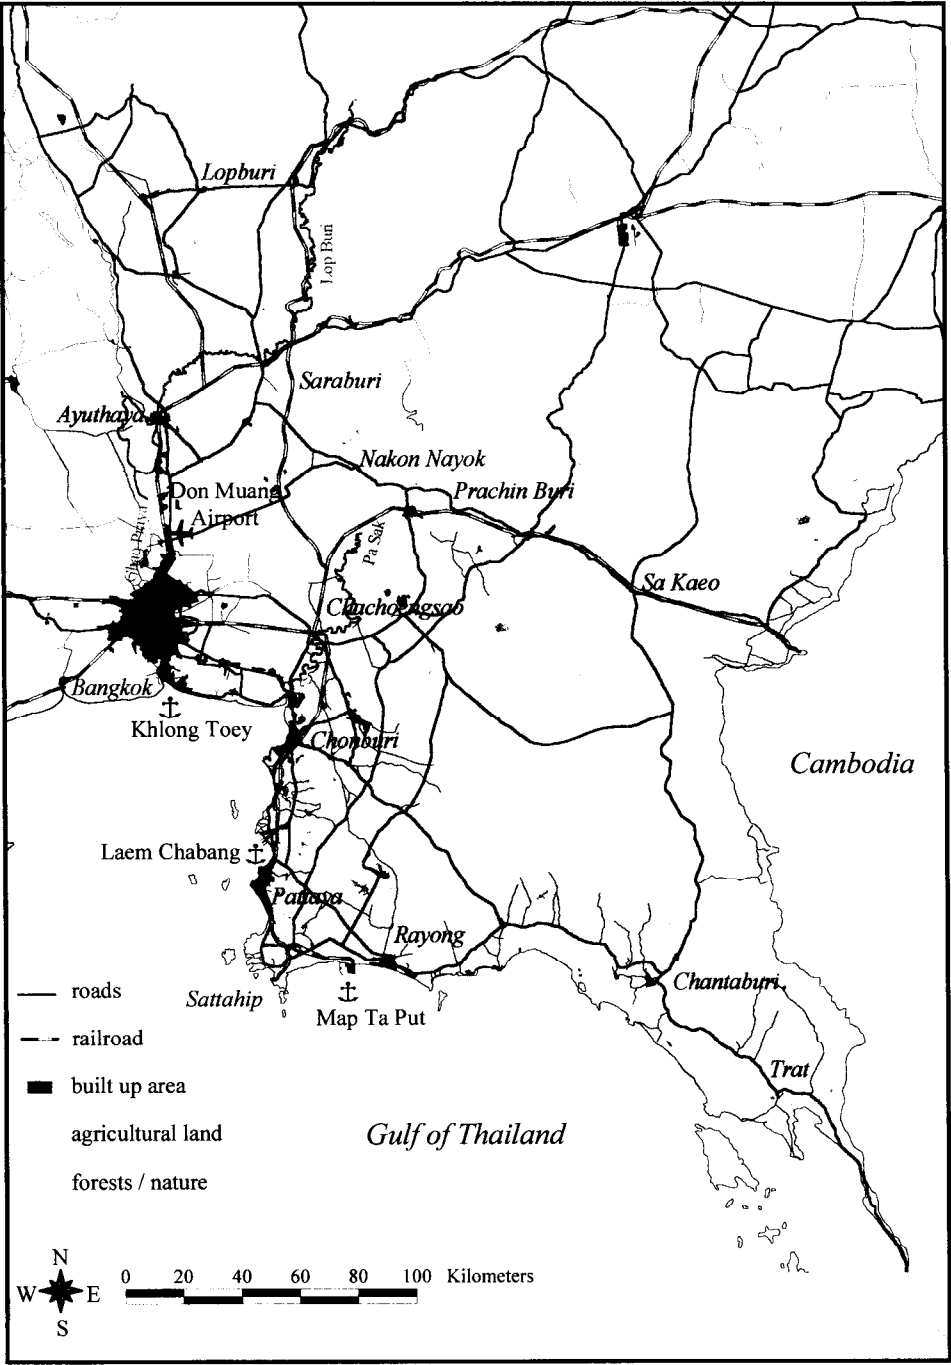 Lopburi
Lop Buri
Saraburi
Ayuthaya
Nakon Nayok
Don Muang
Airport
Prachin Buri
Chao Praya
Pa Sak
Sa Kaeo
Chachoengsao
Bangkok
Khlong Toey
Chonburi
Cambodia
Laem Chabang
Pattaya
Rayong
Sattahip
Map Ta Put
Chantaburi
Trat
roads
railroad
built up area
agricultural land
forests / nature
Gulf of Thailand
N
W E
S
0 20 40 60 80 100 Kilometers